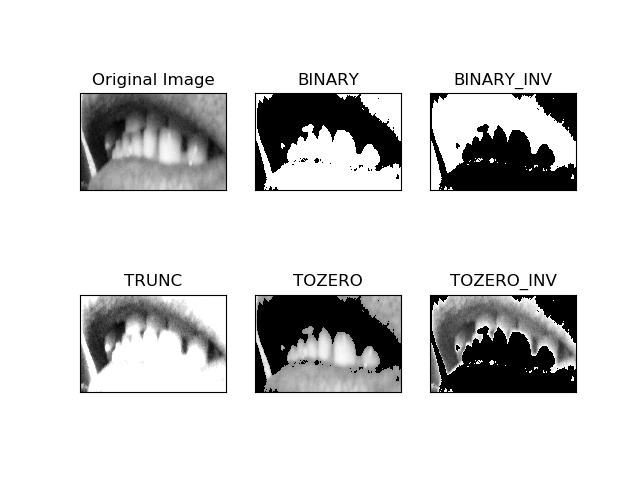 Original Image
BINARY
BINARY_INV
TRUNC
TOZERO
TOZERO_INV